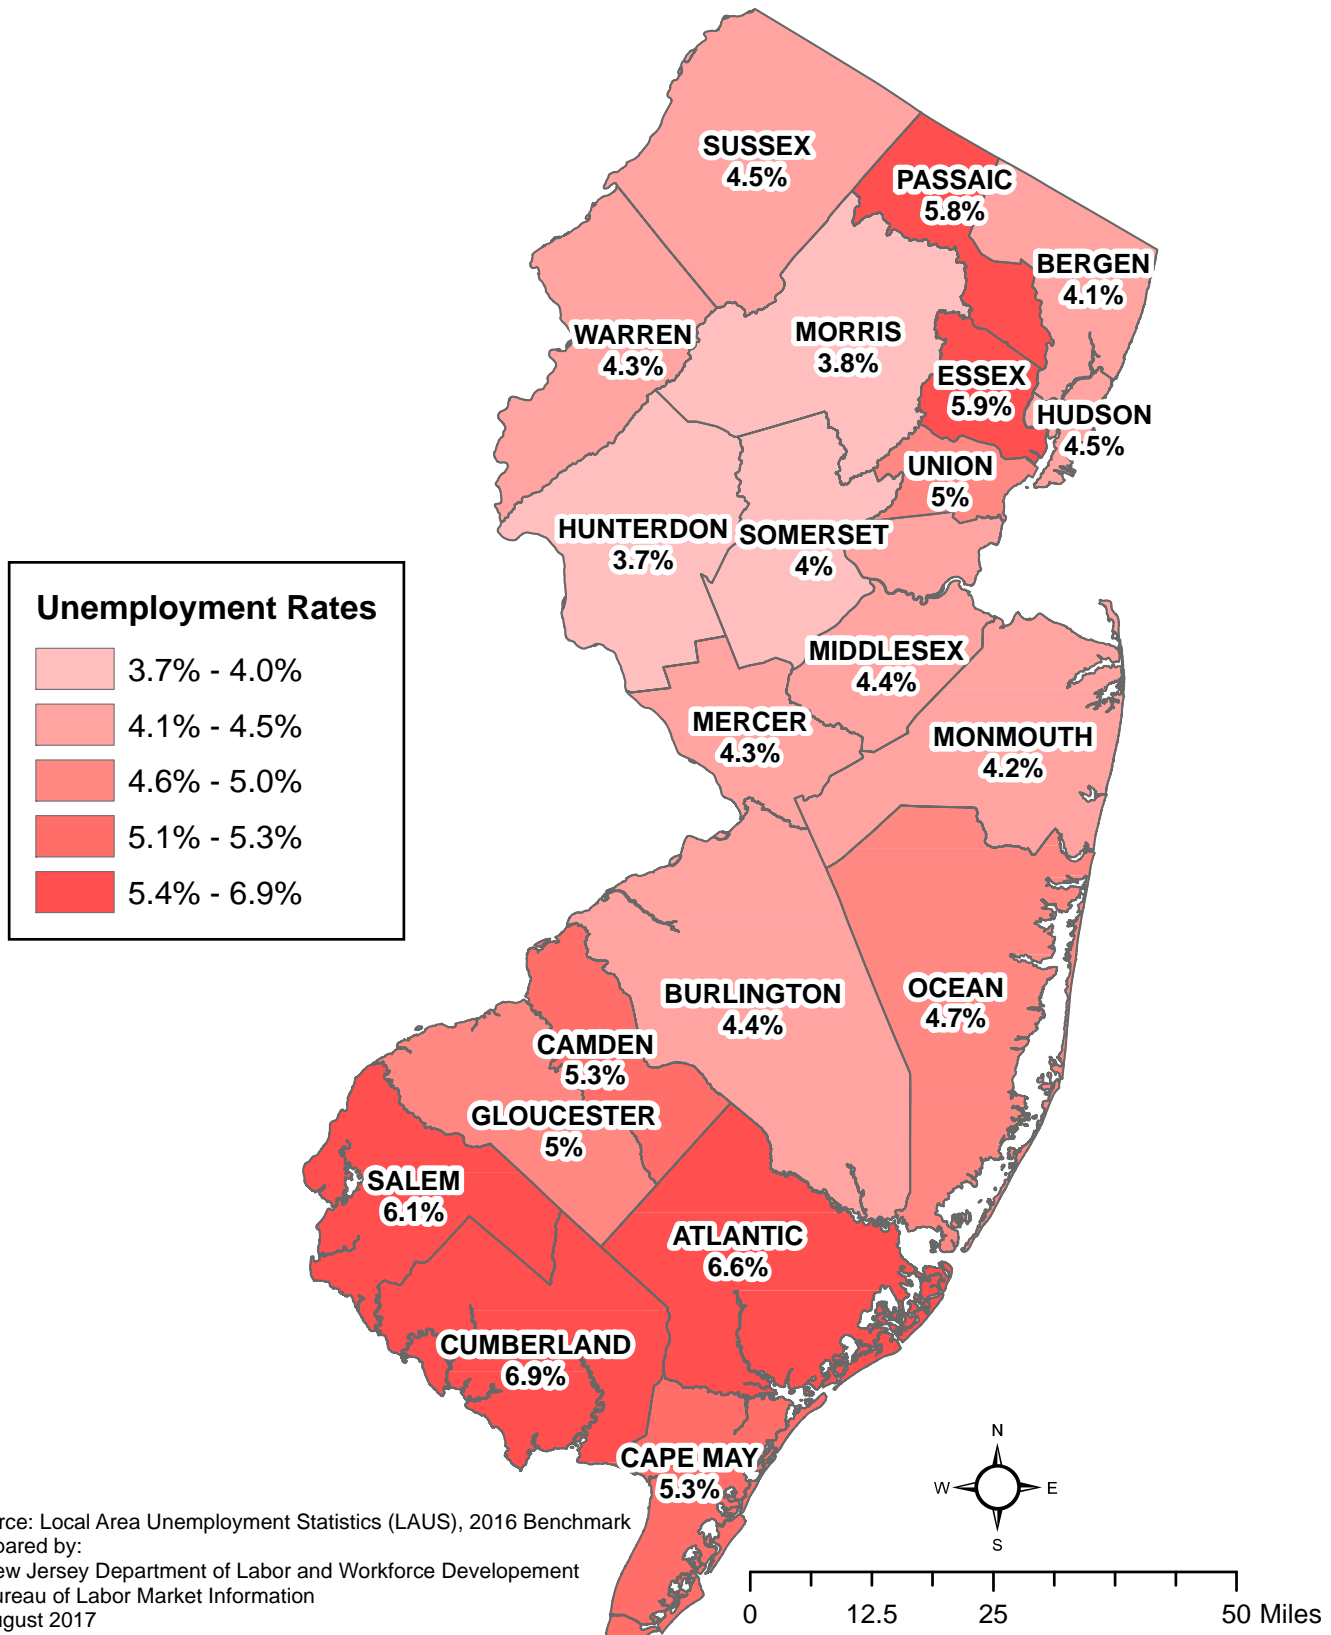 SUSSEX
4.5%
PASSAIC
5.8%
BERGEN
4.1%
WARREN
4.3%
MORRIS
3.8%
ESSEX
5.9%
HUDSON
4.5%
UNION
5%
HUNTERDON
3.7%
SOMERSET
4%
Unemployment Rates
3.7% - 4.0%
4.1% - 4.5%
4.6% - 5.0%
5.1% - 5.3%
5.4% - 6.9%
MIDDLESEX
4.4%
MERCER
4.3%
MONMOUTH
4.2%
BURLINGTON
4.4%
OCEAN
4.7%
CAMDEN
5.3%
GLOUCESTER
5%
SALEM
6.1%
ATLANTIC
6.6%
CUMBERLAND
6.9%
CAPE MAY
5.3%
N
W
E
S
rce: Local Area Unemployment Statistics (LAUS), 2016 Benchmark
pared by:
ew Jersey Department of Labor and Workforce Developement
ureau of Labor Market Information
ugust 2017
0
12.5
25
50 Miles